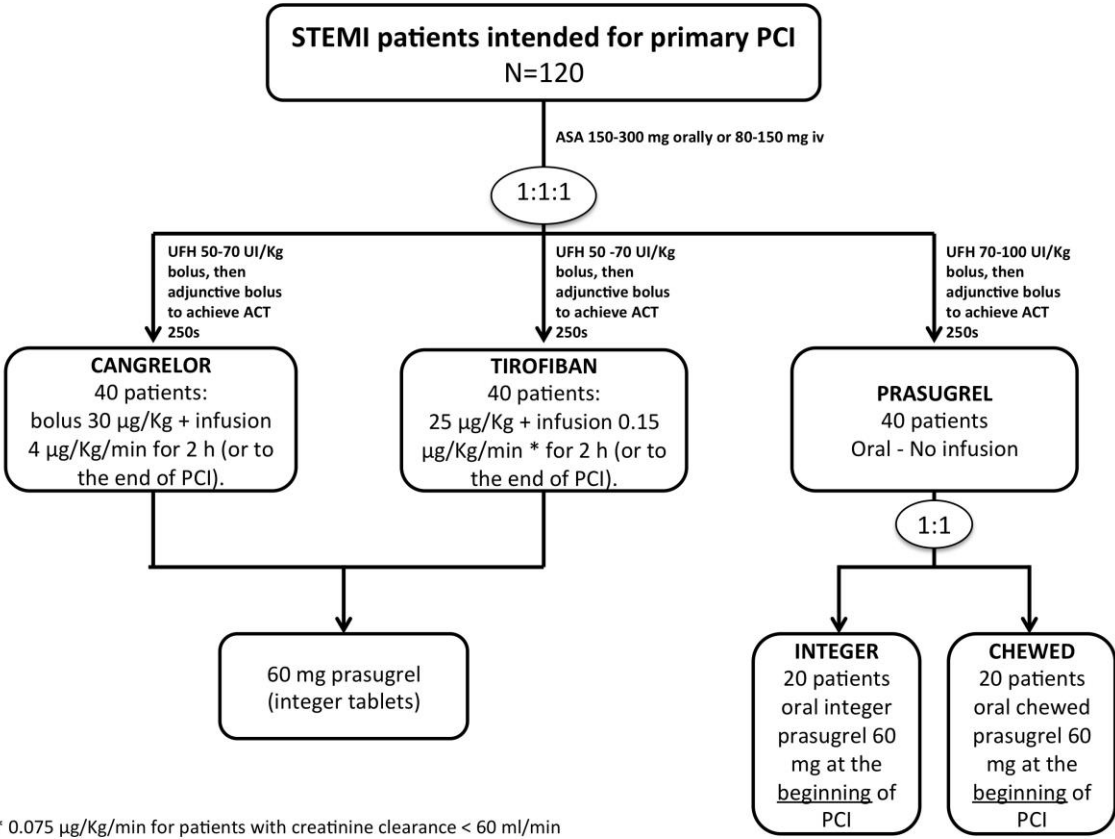 STEMI patients intended for primary PCI
N=120
ASA 150-300 mg orally or 80-150 mg iv
1:1:1
UFH 50-70 UI/Kg
bolus, then
adjunctive bolus
to achieve ACT
250s
UFH 50 -70 UI/Kg
bolus, then
adjunctive bolus
to achieve ACT
250s
UFH 70-100 UI/Kg
bolus, then
adjunctive bolus
to achieve ACT
250s
CANGRELOR
40 patients:
bolus 30 µg/Kg + infusion
4 µg/Kg/min for 2 h (or to
the end of PCI).
TIROFIBAN
40 patients:
25 µg/Kg + infusion 0.15
µg/Kg/min * for 2 h (or to
the end of PCI).
PRASUGREL
40 patients
Oral - No infusion
1:1
60 mg prasugrel
(integer tablets)
INTEGER
20 patients
oral integer
prasugrel 60
mg at the
beginning of
PCI
CHEWED
20 patients
oral chewed
prasugrel 60
mg at the
beginning of
PCI
* 0.075 µg/Kg/min for patients with creatinine clearance < 60 ml/min